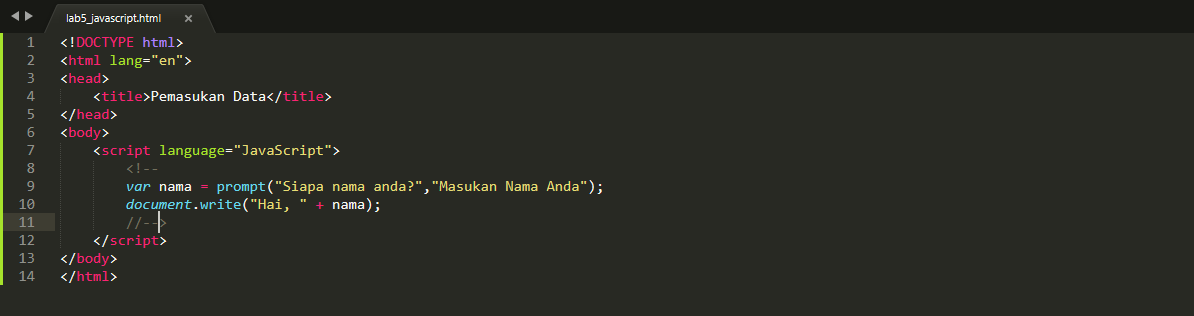 lab5_javascript.html ×
1 <!DOCTYPE html>
2 <html lang="en">
3 <head>
4     <title>Pemasukan Data</title>
5 </head>
6 <body>
7     <script language="JavaScript">
8         <!--
9         var nama = prompt("Siapa nama anda?","Masukan Nama Anda");
10         document.write("Hai, " + nama);
11         //-->
12     </script>
13 </body>
14 </html>